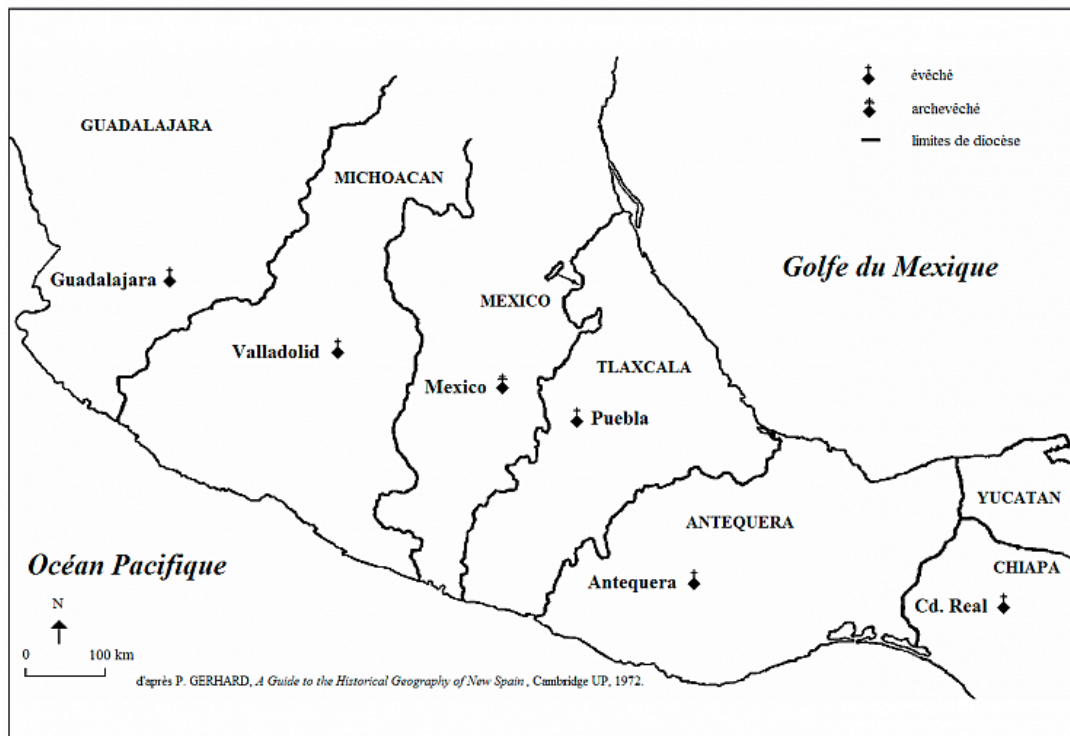 évêché
archevêché
limites de diocèse
GUADALAJARA
MICHOACAN
Guadalajara
Golfe du Mexique
MEXICO
Valladolid
TLAXCALA
Mexico
Puebla
YUCATAN
ANTEQUERA
Océan Pacifique
CHIAPA
Antequera
Cd. Real
N
0 100 km
d'après P. GERHARD, A Guide to the Historical Geography of New Spain , Cambridge UP, 1972.